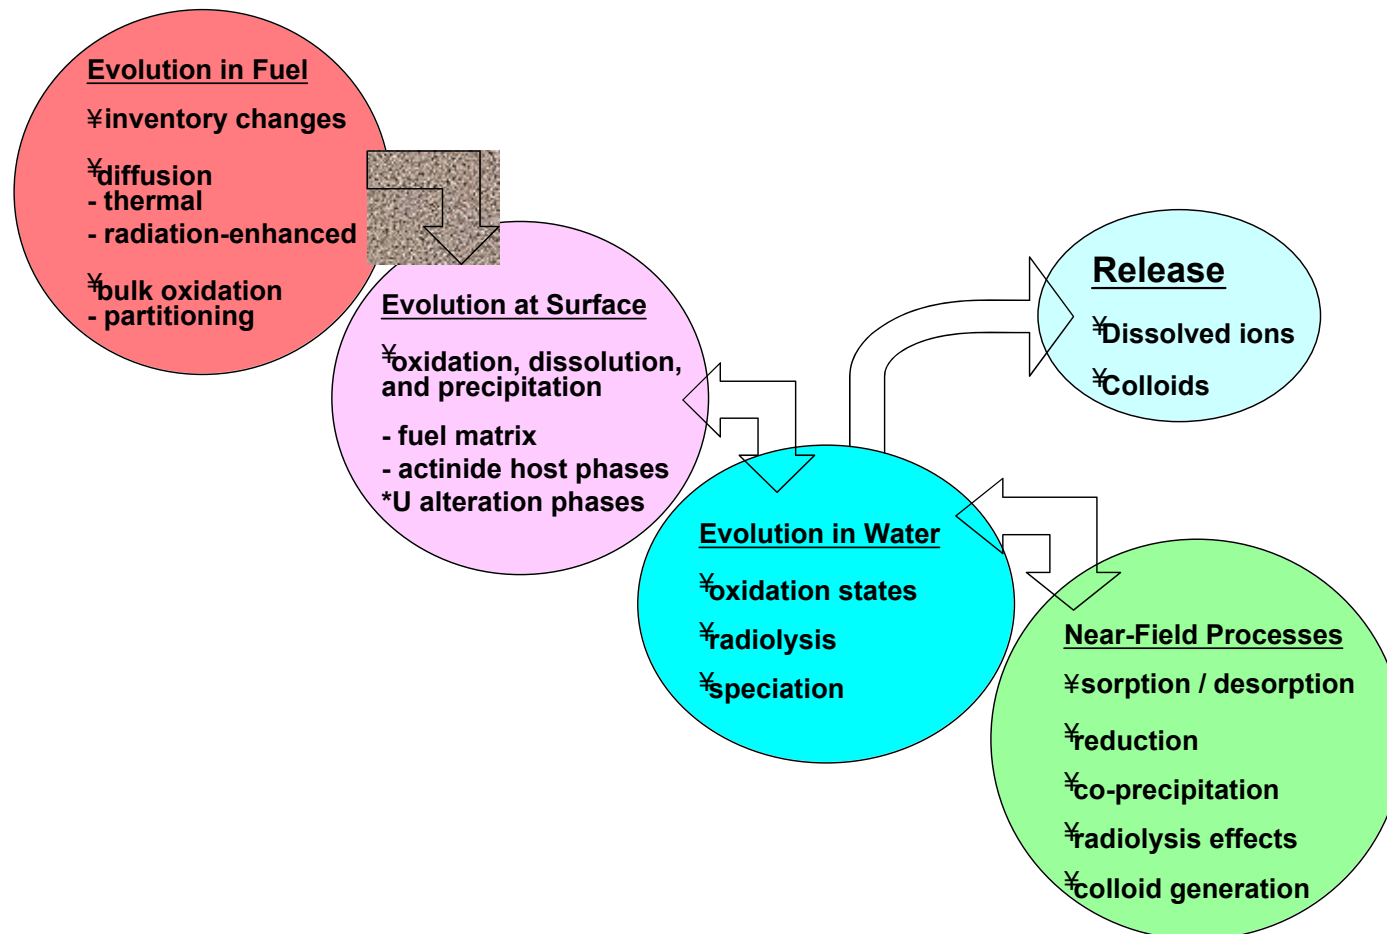 Evolution in Fuel
¥ inventory changes
¥ diffusion
- thermal
- radiation-enhanced
¥ bulk oxidation
- partitioning
Evolution at Surface
¥ oxidation, dissolution,
and precipitation
- fuel matrix
- actinide host phases
*U alteration phases
Release
¥ Dissolved ions
¥ Colloids
Evolution in Water
¥ oxidation states
¥ radiolysis
¥ speciation
Near-Field Processes
¥ sorption / desorption
¥ reduction
¥ co-precipitation
¥ radiolysis effects
¥ colloid generation